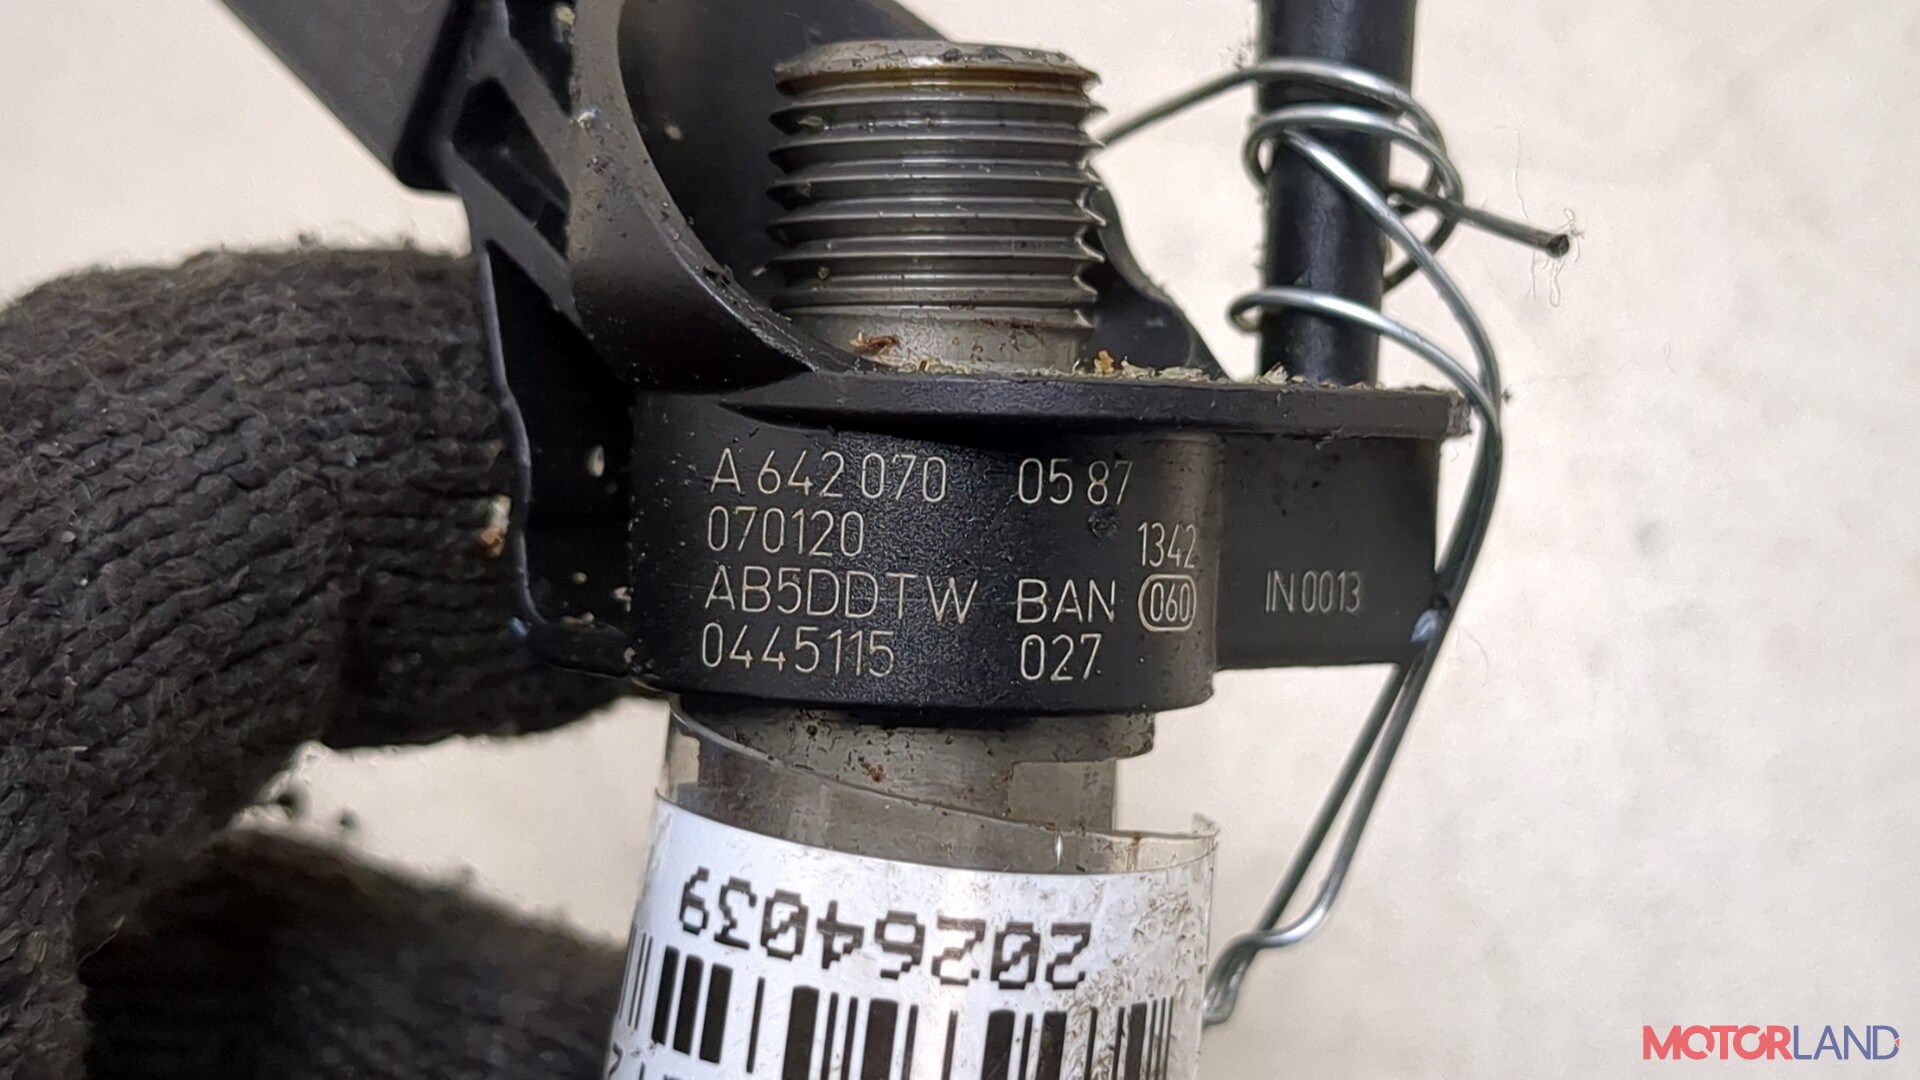 A 642 070 05 87
070120
1342
AB5DDTW BAN 060
IN0013
0445115 027
20264039
MOTORLAND